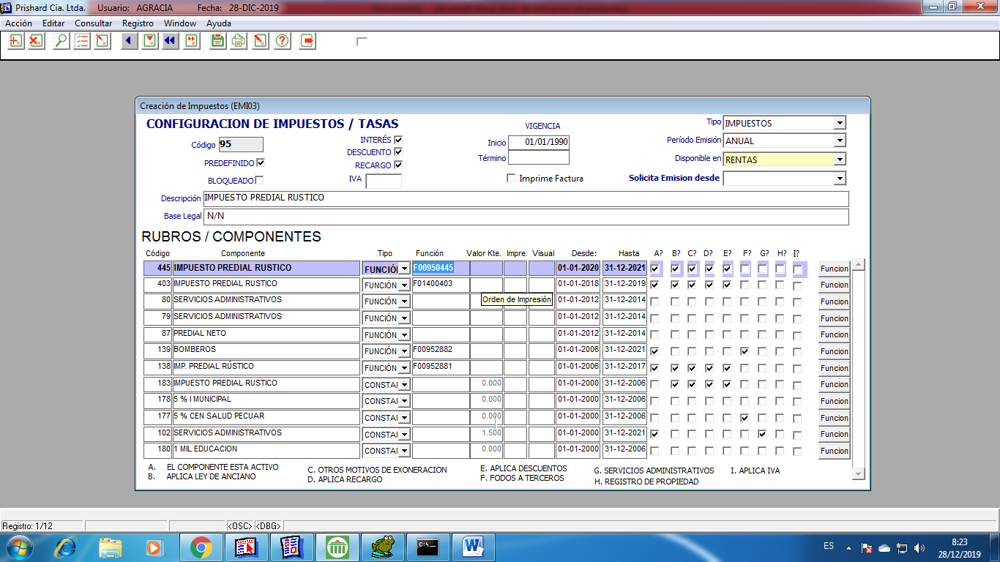 Prishard Cia. Ltda. Usuario: AGRACIA Fecha: 28-DIC-2019
Acción Editar Consultar Registro Window Ayuda
Creación de Impuestos (EMI03)
CONFIGURACION DE IMPUESTOS / TASAS
Código 95
PREDEFINIDO
BLOQUEADO
INTERÉS
DESCUENTO
RECARGO
IVA
VIGENCIA
Inicio 01/01/1990
Término
Imprime Factura
Tipo IMPUESTOS
Período Emisión ANUAL
Disponible en RENTAS
Solicita Emision desde
Descripción IMPUESTO PREDIAL RUSTICO
Base Legal N/N
RUBROS / COMPONENTES
Código Componente Tipo Función Valor Kte. Impre. Visual Desde: Hasta A? B? C? D? E? F? G? H? I?
445 IMPUESTO PREDIAL RUSTICO FUNCIÓN F00950445 01-01-2020 31-12-2021 Funcion
403 IMPUESTO PREDIAL RUSTICO FUNCIÓN F01400403 01-01-2018 31-12-2019 Funcion
Orden de Impresión
80 SERVICIOS ADMINISTRATIVOS FUNCIÓN 01-01-2012 31-12-2014 Funcion
79 SERVICIOS ADMINISTRATIVOS FUNCIÓN 01-01-2012 31-12-2014 Funcion
87 PREDIAL NETO FUNCIÓN 01-01-2012 31-12-2014 Funcion
139 BOMBEROS FUNCIÓN F00952882 01-01-2006 31-12-2021 Funcion
138 IMP. PREDIAL RÚSTICO FUNCIÓN F00952881 01-01-2006 31-12-2017 Funcion
183 IMPUESTO PREDIAL RUSTICO CONSTAI 0.000 01-01-2000 31-12-2006 Funcion
178 5 % I MUNICIPAL CONSTAI 0.000 01-01-2000 31-12-2006 Funcion
177 5 % CEN SALUD PECUAR CONSTAI 0.000 01-01-2000 31-12-2006 Funcion
102 SERVICIOS ADMINISTRATIVOS CONSTAI 1.500 01-01-2000 31-12-2021 Funcion
180 1 MIL EDUCACION CONSTAI 0.000 01-01-2000 31-12-2006 Funcion
A. EL COMPONENTE ESTA ACTIVO
B. APLICA LEY DE ANCIANO
C. OTROS MOTIVOS DE EXONERACION
D. APLICA RECARGO
E. APLICA DESCUENTOS
F. FODOS A TERCEROS
G. SERVICIOS ADMINISTRATIVOS
H. REGISTRO DE PROPIEDAD
I. APLICA IVA
Registro: 1/12 <OSC> <DBG>
ES
8:23
28/12/2019